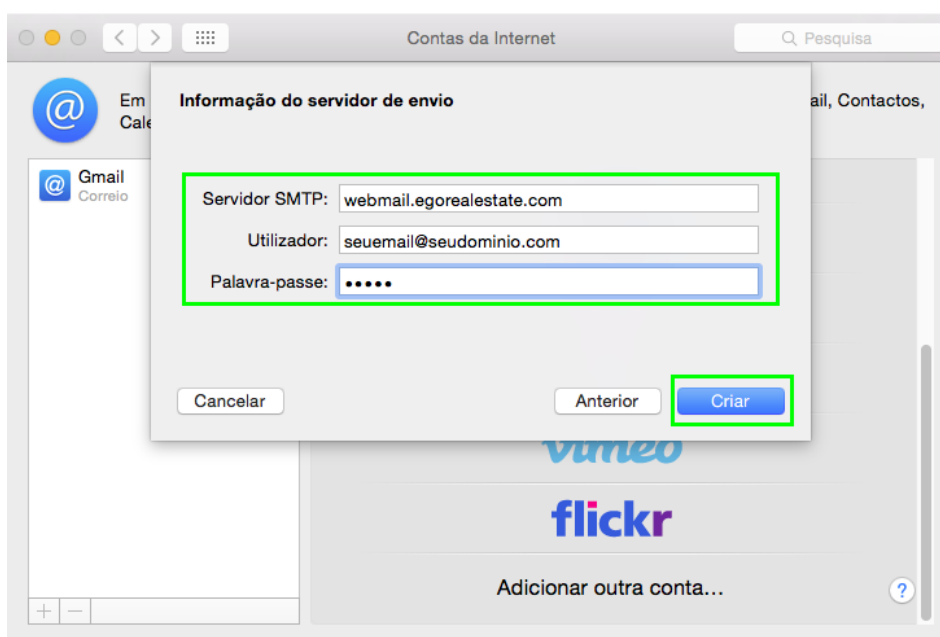 Contas da Internet
Pesquisa
Em
Cale
ail, Contactos,
Informação do servidor de envio
@ Gmail
Correio
Servidor SMTP: webmail.egorealestate.com
Utilizador: seuemail@seudominio.com
Palavra-passe: •••••
Cancelar
Anterior
Criar
vimeo
flickr
Adicionar outra conta...
?